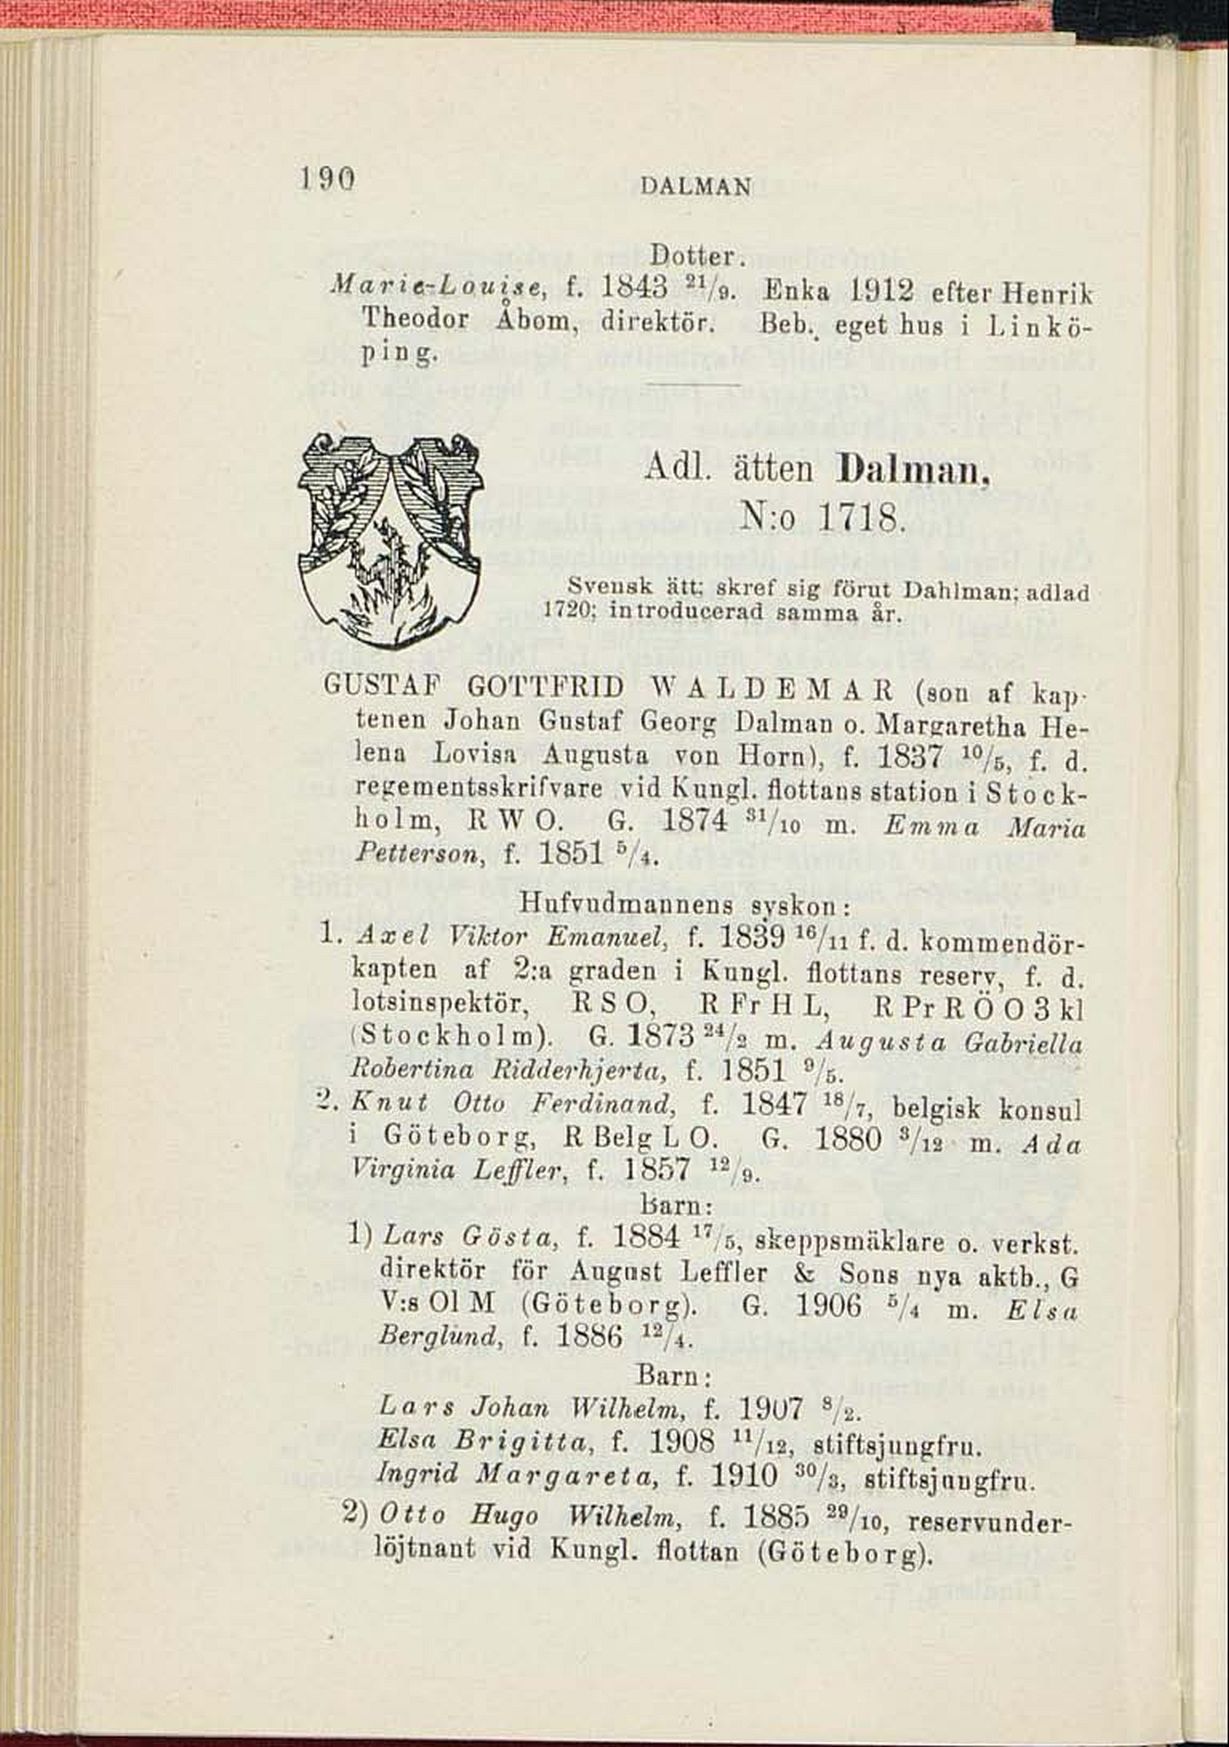 190
DALMAN
Dotter.
Marie-Louise, f. 1843 21/9. Enka 1912 efter Henrik
Theodor Åbom, direktör. Beb. eget hus i Linkö-
ping.
Adl. ätten Dalman,
N:o 1718.
Svensk ätt; skref sig förut Dahlman; adlad
1720; introducerad samma år.
GUSTAF GOTTFRID WALDEMAR (son af kap-
tenen Johan Gustaf Georg Dalman o. Margaretha He-
lena Lovisa Augusta von Horn), f. 1837 10/5, f. d.
regementsskrifvare vid Kungl. flottans station i Stock-
holm, R W O. G. 1874 31/10 m. Emma Maria
Petterson, f. 1851 5/4.
Hufvudmannens syskon:
1. Axel Viktor Emanuel, f. 1839 16/11 f. d. kommendör-
kapten af 2:a graden i Kungl. flottans reserv, f. d.
lotsinspektör, R S O, R Fr H L, R Pr R Ö O 3 kl
(Stockholm). G. 1873 24/2 m. Augusta Gabriella
Robertina Ridderhjerta, f. 1851 9/5.
2. Knut Otto Ferdinand, f. 1847 18/7, belgisk konsul
i Göteborg, R Belg L O. G. 1880 3/12 m. Ada
Virginia Leffler, f. 1857 12/9.
Barn:
1) Lars Gösta, f. 1884 17/5, skeppsmäklare o. verkst.
direktör för August Leffler & Sons nya aktb., G
V:s Ol M (Göteborg). G. 1906 5/4 m. Elsa
Berglund, f. 1886 12/4.
Barn:
Lars Johan Wilhelm, f. 1907 8/2.
Elsa Brigitta, f. 1908 11/12, stiftsjungfru.
Ingrid Margareta, f. 1910 30/3, stiftsjungfru.
2) Otto Hugo Wilhelm, f. 1885 29/10, reservunder-
löjtnant vid Kungl. flottan (Göteborg).